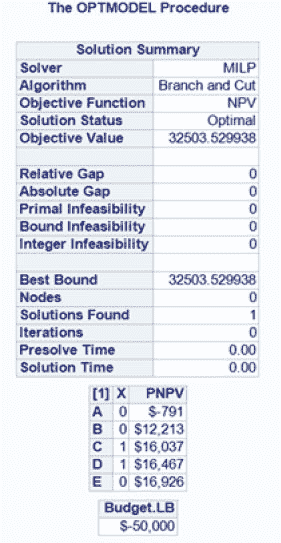 The OPTMODEL Procedure
Solution Summary
Solver MILP
Algorithm Branch and Cut
Objective Function NPV
Solution Status Optimal
Objective Value 32503.529938
Relative Gap 0
Absolute Gap 0
Primal Infeasibility 0
Bound Infeasibility 0
Integer Infeasibility 0
Best Bound 32503.529938
Nodes 0
Solutions Found 1
Iterations 0
Presolve Time 0.00
Solution Time 0.00
[1] X PNPV
A 0 $-791
B 0 $12,213
C 1 $16,037
D 1 $16,467
E 0 $16,926
Budget.LB
$-50,000